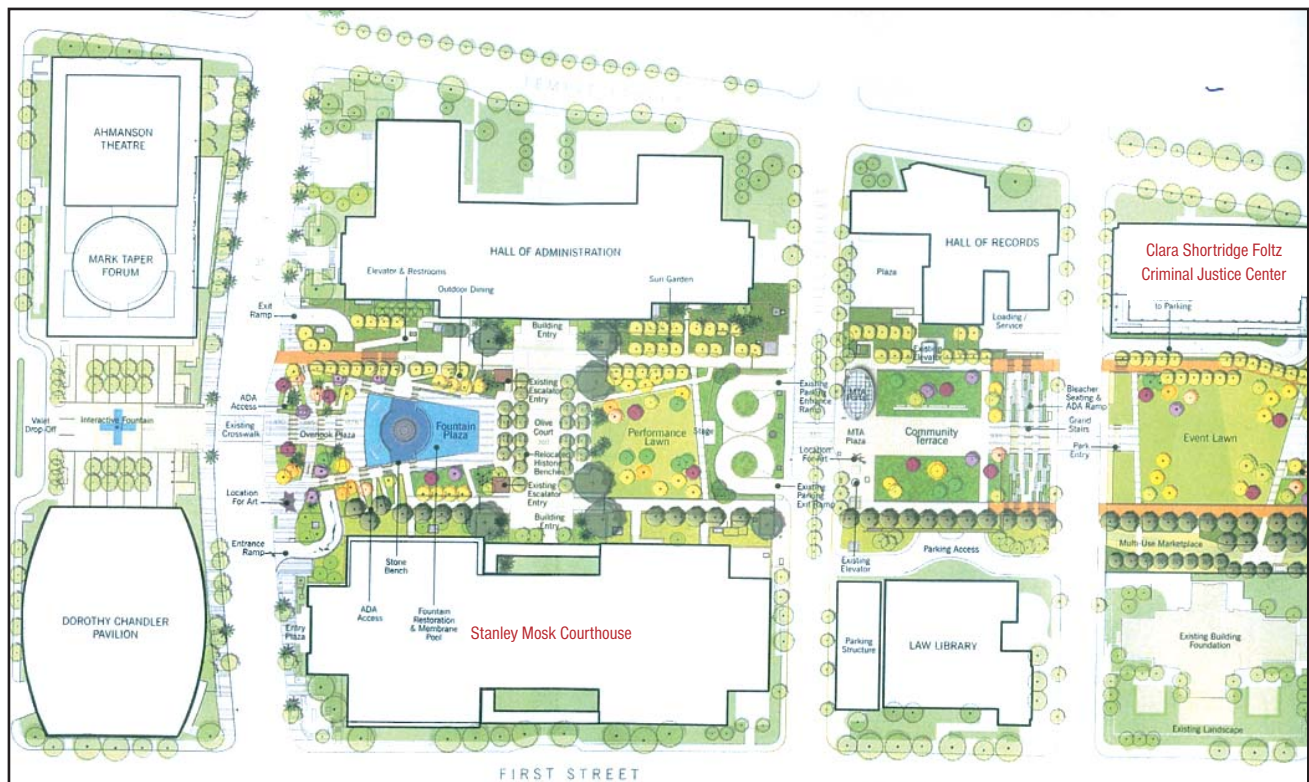 TEMPLE STREET
AHMANSON
THEATRE
MARK TAPER
FORUM
HALL OF ADMINISTRATION
Elevator & Restrooms
Outdoor Dining
Sun Garden
HALL OF RECORDS
Plaza
Clara Shortridge Foltz
Criminal Justice Center
to Parking
Loading /
Service
Exit
Ramp
Building
Entry
Existing
Elevator
ADA
Access
Existing
Escalator
Entry
Existing
Parking
Enterance
Ramp
MTA
Portal
Bleacher
Seating &
ADA Ramp
Valet
Drop-Off
Interactive Fountain
Existing
Crosswalk
Overlook Plaza
Fountain
Plaza
Olive
Court
Performance
Lawn
Stage
MTA
Plaza
Community
Terrace
Grand
Stairs
Park
Entry
Event Lawn
Relocated
Historic
Benches
Location
For Art
Location
For Art
Existing
Escalator
Entry
Existing
Parking
Exit Ramp
Building
Entry
Entrance
Ramp
Stone
Bench
Existing
Elevator
Parking Access
Multi-Use Marketplace
DOROTHY CHANDLER
PAVILION
Entry
Plaza
ADA
Access
Fountain
Restoration
& Membrane
Pool
Stanley Mosk Courthouse
Parking
Structure
LAW LIBRARY
Existing Building
Foundation
Existing Landscape
FIRST STREET